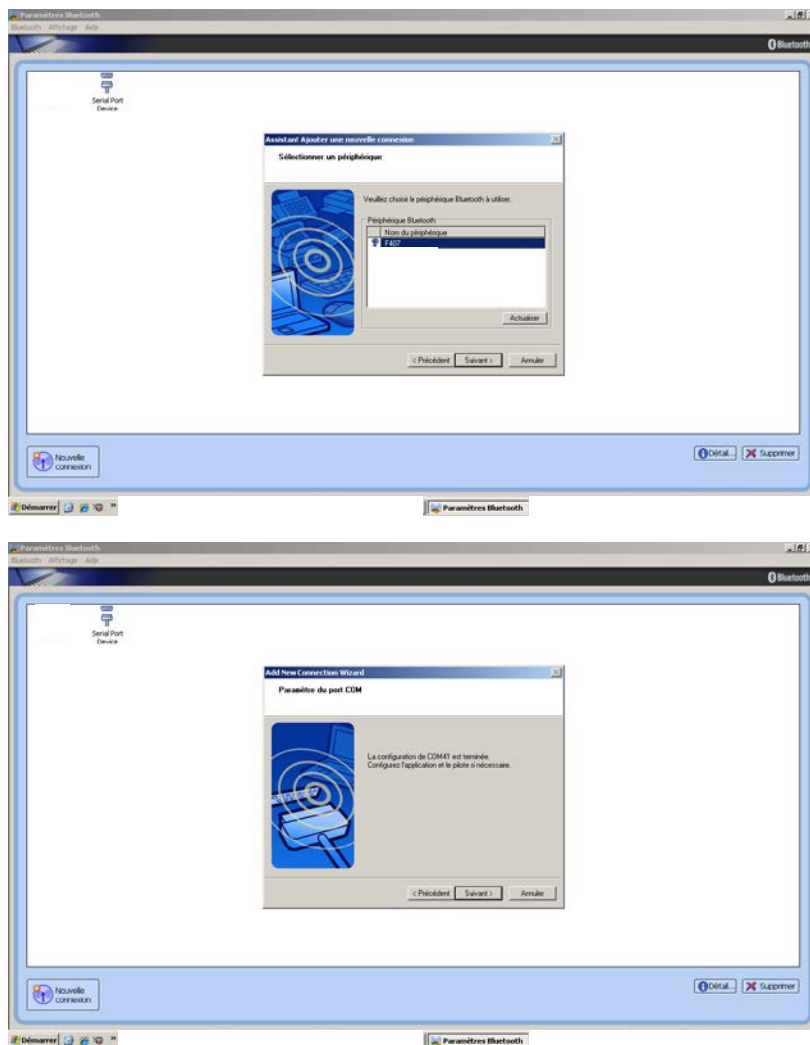 Paramètres Bluetooth
Bluetooth Affichage Aide
Bluetooth
Serial Port
Device
Assistant Ajouter une nouvelle connexion
Sélectionner un périphérique
Veuillez choisir le périphérique Bluetooth à utiliser.
Périphérique Bluetooth
Nom du périphérique
F407
Actualiser
< Précédent
Suivant >
Annuler
Nouvelle
connexion
Détail...
Supprimer
Démarrer
Paramètres Bluetooth
Paramètres Bluetooth
Bluetooth Affichage Aide
Bluetooth
Serial Port
Device
Add New Connection Wizard
Paramètre du port COM
La configuration de COM41 est terminée.
Configurez l'application et le pilote si nécessaire.
< Précédent
Suivant >
Annuler
Nouvelle
connexion
Détail...
Supprimer
Démarrer
Paramètres Bluetooth